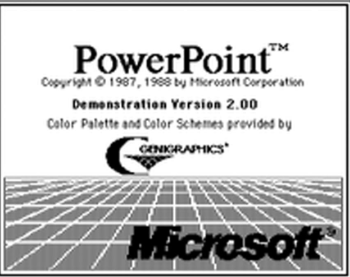 PowerPoint™
Copyright © 1987, 1988 by Microsoft Corporation
Demonstration Version 2.00
Color Palette and Color Schemes provided by
GENIGRAPHICS®
Microsoft®